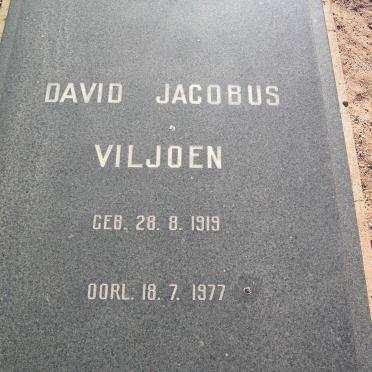 DAVID JACOBUS
VILJOEN
GEB. 28. 8. 1919
OORL. 18. 7. 1977